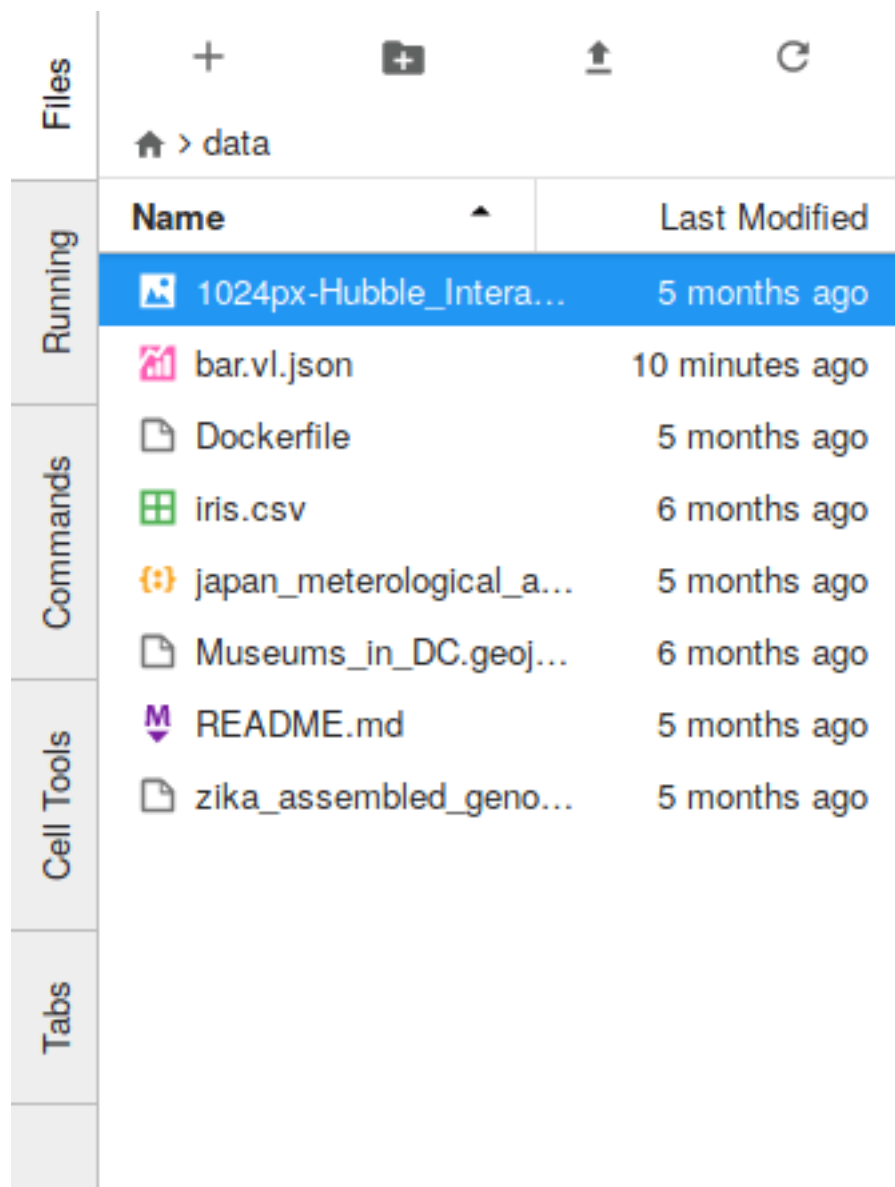 Files
Running
Commands
Cell Tools
Tabs
data
Name Last Modified
1024px-Hubble_Intera... 5 months ago
bar.vl.json 10 minutes ago
Dockerfile 5 months ago
iris.csv 6 months ago
japan_meterological_a... 5 months ago
Museums_in_DC.geoj... 6 months ago
README.md 5 months ago
zika_assembled_geno... 5 months ago